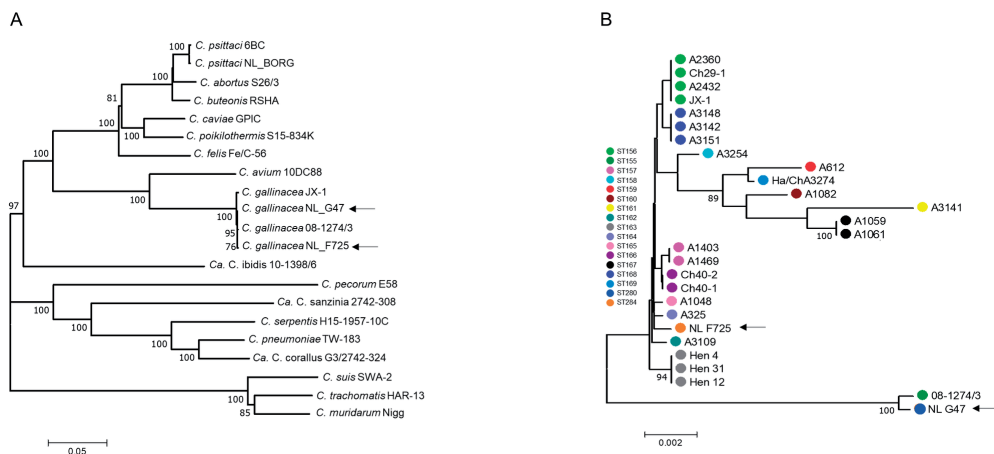 A
100
C. psittaci 6BC
C. psittaci NL_BORG
100
C. abortus S26/3
C. buteonis RSHA
81
C. caviae GPIC
100
C. poikilothermis S15-834K
100
C. felis Fe/C-56
100
C. avium 10DC88
C. gallinacea JX-1
100
C. gallinacea NL_G47
100
95
C. gallinacea 08-1274/3
76
C. gallinacea NL_F725
97
Ca. C. ibidis 10-1398/6
C. pecorum E58
100
Ca. C. sanzinia 2742-308
100
C. serpentis H15-1957-10C
100
C. pneumoniae TW-183
100
Ca. C. corallus G3/2742-324
C. suis SWA-2
100
C. trachomatis HAR-13
85
C. muridarum Nigg
0.05
B
A2360
Ch29-1
A2432
JX-1
A3148
A3142
A3151
A3254
A612
Ha/ChA3274
89
A1082
A3141
A1059
100
A1061
A1403
A1469
Ch40-2
Ch40-1
A1048
A325
NL F725
A3109
Hen 4
Hen 31
94
Hen 12
08-1274/3
100
NL G47
0.002
ST156
ST155
ST157
ST158
ST159
ST160
ST161
ST162
ST163
ST164
ST165
ST166
ST167
ST168
ST169
ST280
ST284